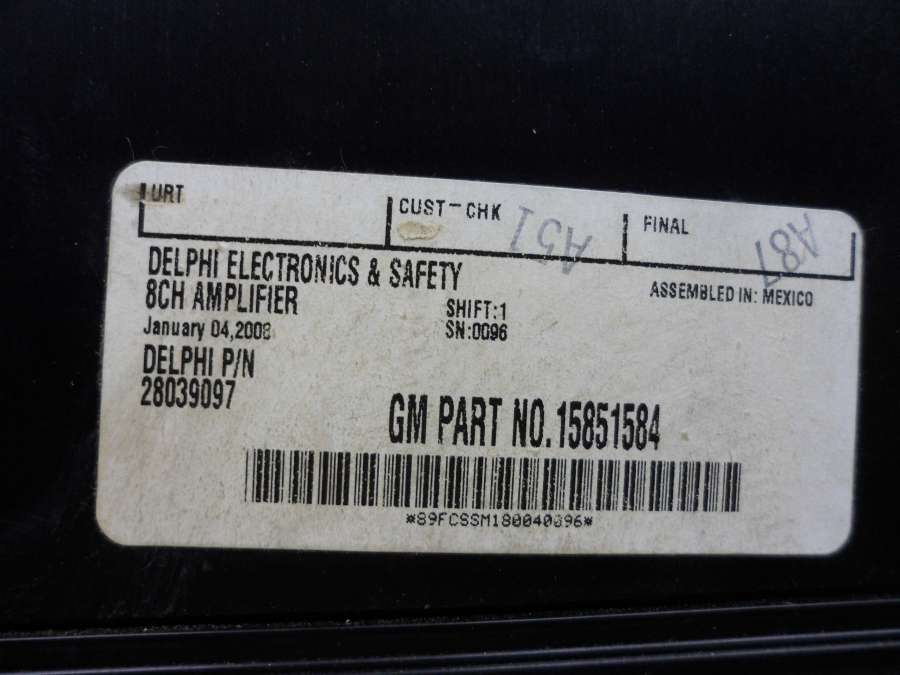 URT
CUST-CHK A51
FINAL A87
DELPHI ELECTRONICS & SAFETY
8CH AMPLIFIER
ASSEMBLED IN: MEXICO
January 04,2008
SHIFT:1
SN:0096
DELPHI P/N
28039097
GM PART NO.15851584
*S9FCSSM180040096*